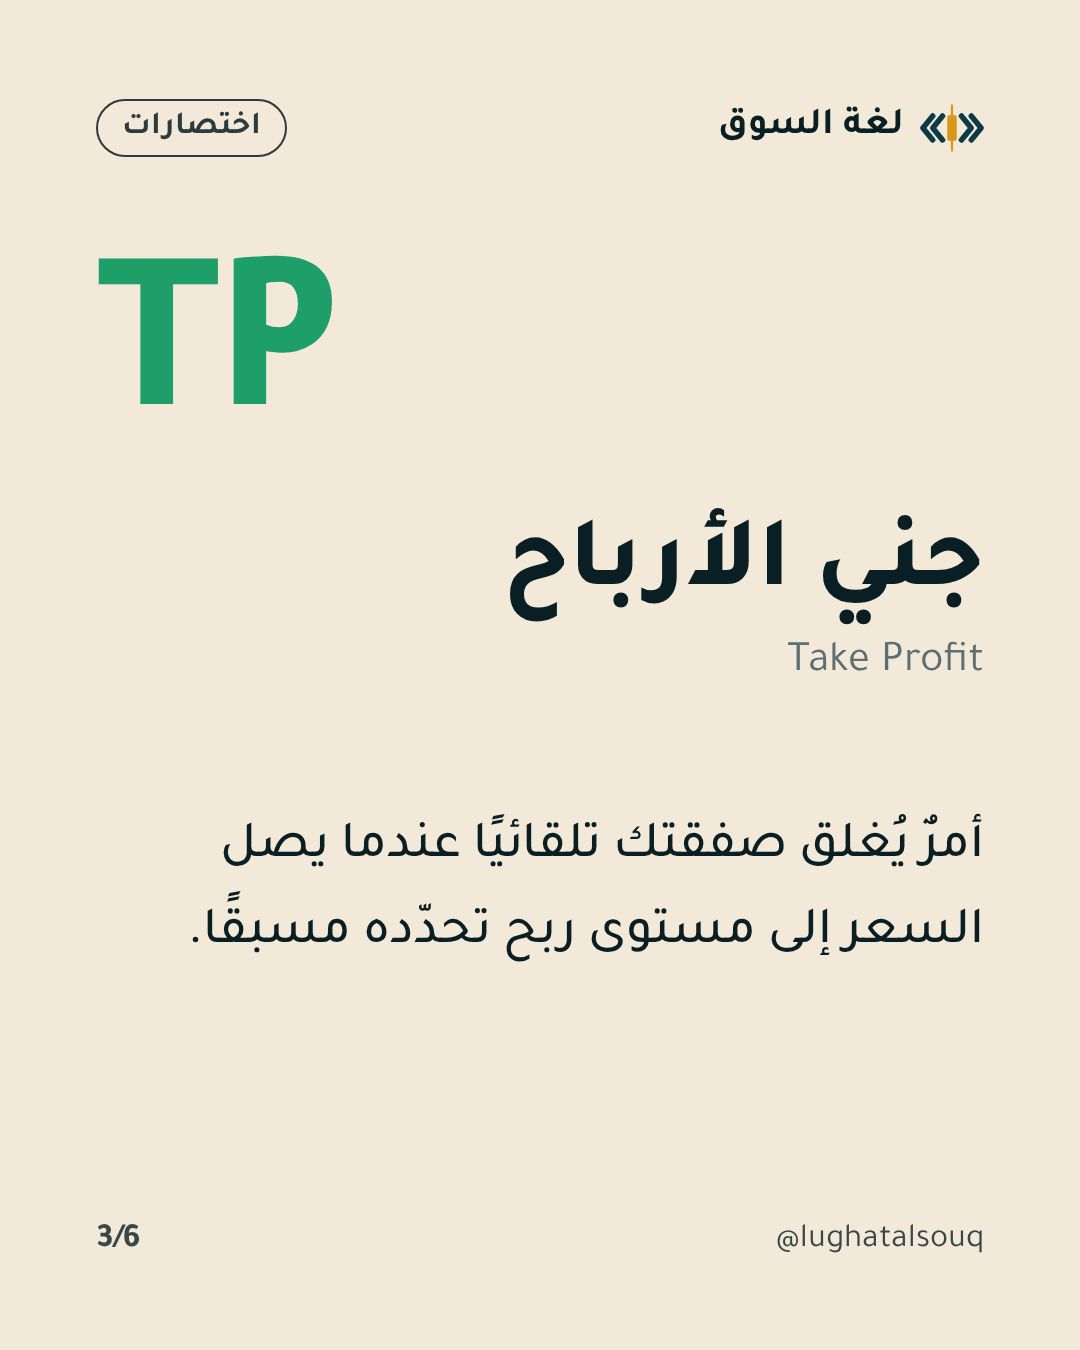 لغة السوق
اختصارات
TP
جني الأرباح
Take Profit
أمرٌ يُغلق صفقتك تلقائيًا عندما يصل
السعر إلى مستوى ربح تحدّده مسبقًا.
@lughatalsouq
3/6